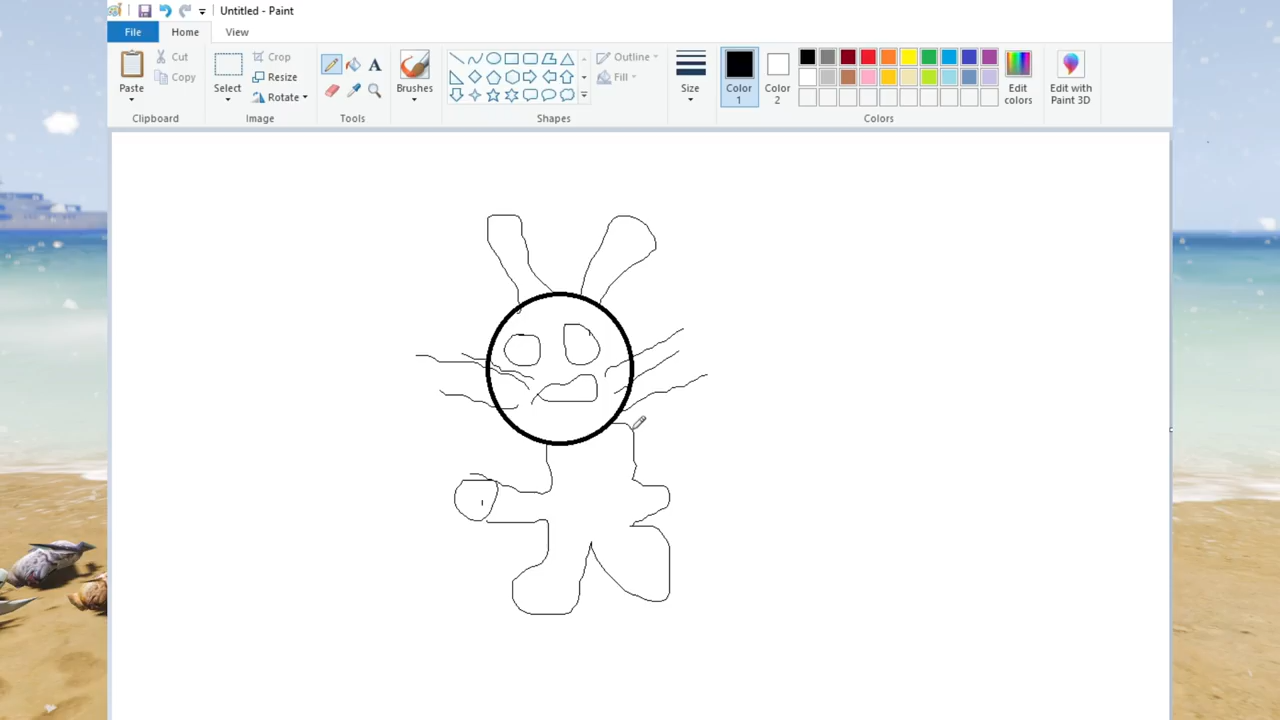 Untitled - Paint
File Home View
Paste Cut Copy
Clipboard
Select Crop Resize Rotate
Image
A
Tools
Brushes
Outline Fill
Shapes
Size
Color 1
Color 2
Edit colors
Colors
Edit with Paint 3D